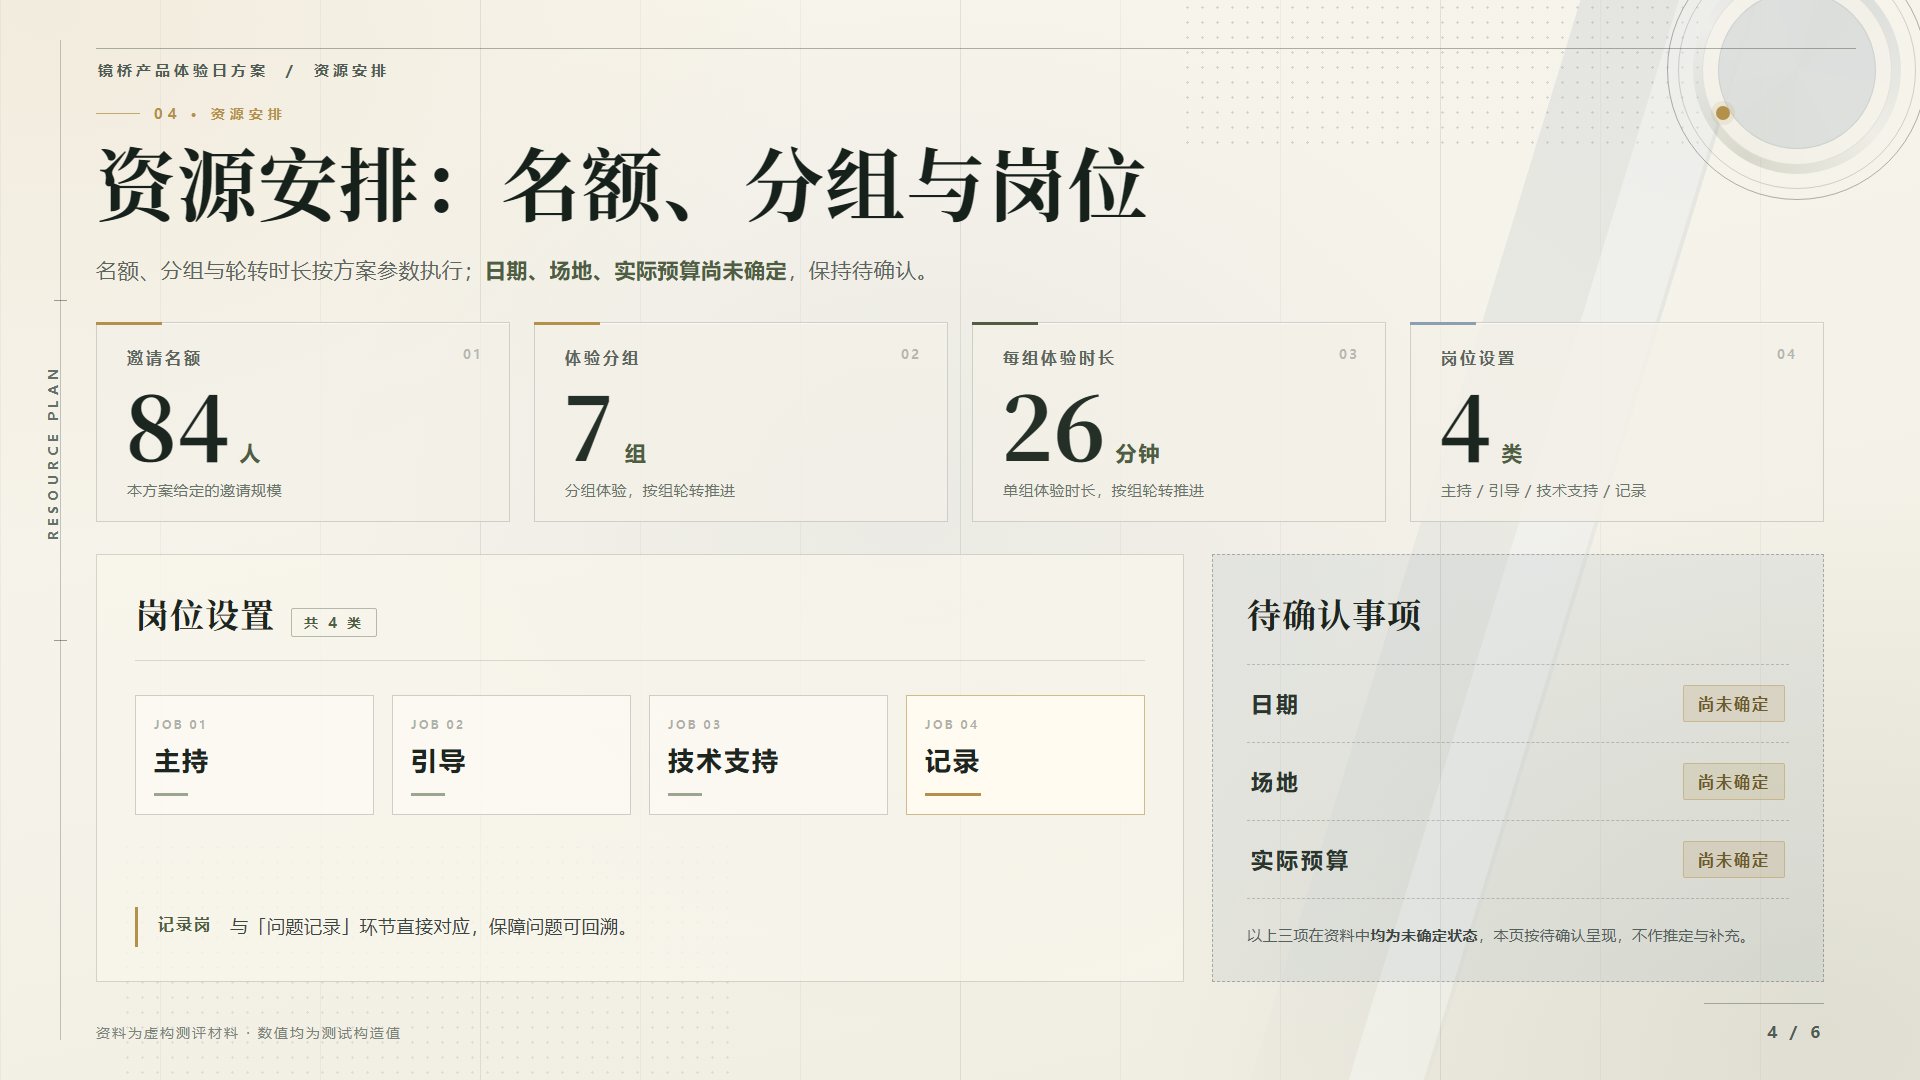 镜桥产品体验日方案 / 资源安排
04 • 资源安排
资源安排：名额、分组与岗位
名额、分组与轮转时长按方案参数执行；日期、场地、实际预算尚未确定，保持待确认。
RESOURCE PLAN
邀请名额 01
84 人
本方案给定的邀请规模
体验分组 02
7 组
分组体验，按组轮转推进
每组体验时长 03
26 分钟
单组体验时长，按组轮转推进
岗位设置 04
4 类
主持 / 引导 / 技术支持 / 记录
岗位设置 共 4 类
JOB 01
主持
JOB 02
引导
JOB 03
技术支持
JOB 04
记录
记录岗 与「问题记录」环节直接对应，保障问题可回溯。
待确认事项
日期 尚未确定
场地 尚未确定
实际预算 尚未确定
以上三项在资料中均为未确定状态，本页按待确认呈现，不作推定与补充。
资料为虚构测评材料 · 数值均为测试构造值
4 / 6